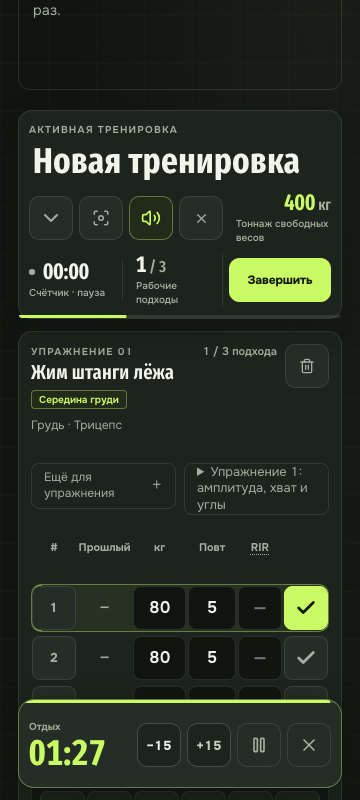 раз.
АКТИВНАЯ ТРЕНИРОВКА
Новая тренировка
400 кг
Тоннаж свободных
весов
00:00
Счётчик · пауза
1 / 3
Рабочие
подходы
Завершить
УПРАЖНЕНИЕ 01
1 / 3 подхода
Жим штанги лёжа
Середина груди
Грудь · Трицепс
Ещё для
упражнения
+
▶ Упражнение 1:
амплитуда, хват и
углы
# Прошлый кг Повт RIR
1 – 80 5 —
2 – 80 5 —
Отдых
01:27
−15 +15